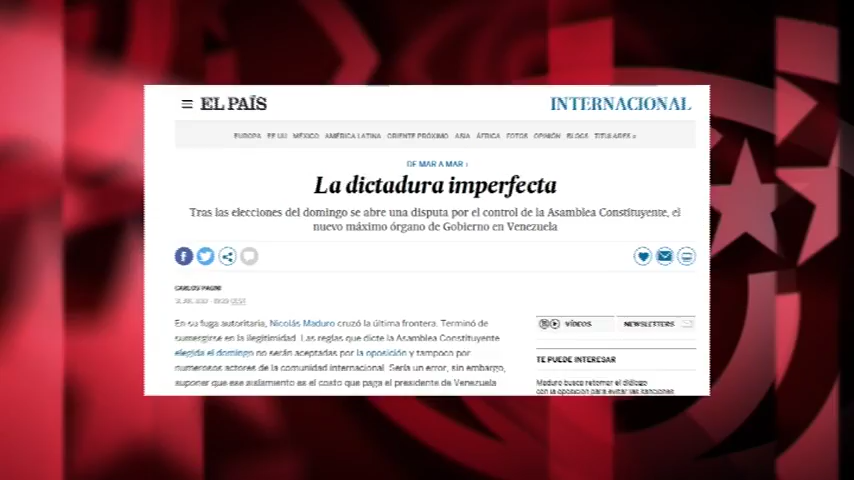 EL PAÍS
INTERNACIONAL
EUROPA EE UU MÉXICO AMÉRICA LATINA ORIENTE PRÓXIMO ASIA ÁFRICA FOTOS OPINIÓN BLOGS TITULARES »
DE MAR A MAR ›
La dictadura imperfecta
Tras las elecciones del domingo se abre una disputa por el control de la Asamblea Constituyente, el
nuevo máximo órgano de Gobierno en Venezuela
CARLOS PAGNI
En su fuga autoritaria, Nicolás Maduro cruzó la última frontera. Terminó de
sumergirse en la ilegitimidad. Las reglas que dicte la Asamblea Constituyente
elegida el domingo no serán aceptadas por la oposición y tampoco por
numerosos actores de la comunidad internacional. Sería un error, sin embargo,
suponer que ese aislamiento es el costo que paga el presidente de Venezuela
VÍDEOS
NEWSLETTERS
TE PUEDE INTERESAR
Maduro busca retomar el diálogo
con la oposición para evitar las sanciones